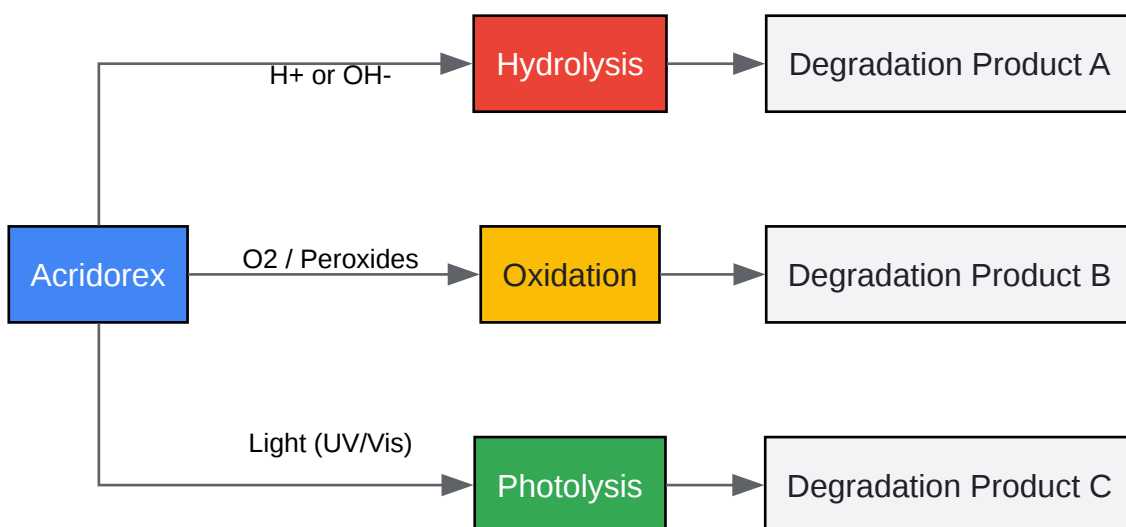 H+ or OH-
Hydrolysis
Degradation Product A
Acridorex
O2 / Peroxides
Oxidation
Degradation Product B
Light (UV/Vis)
Photolysis
Degradation Product C